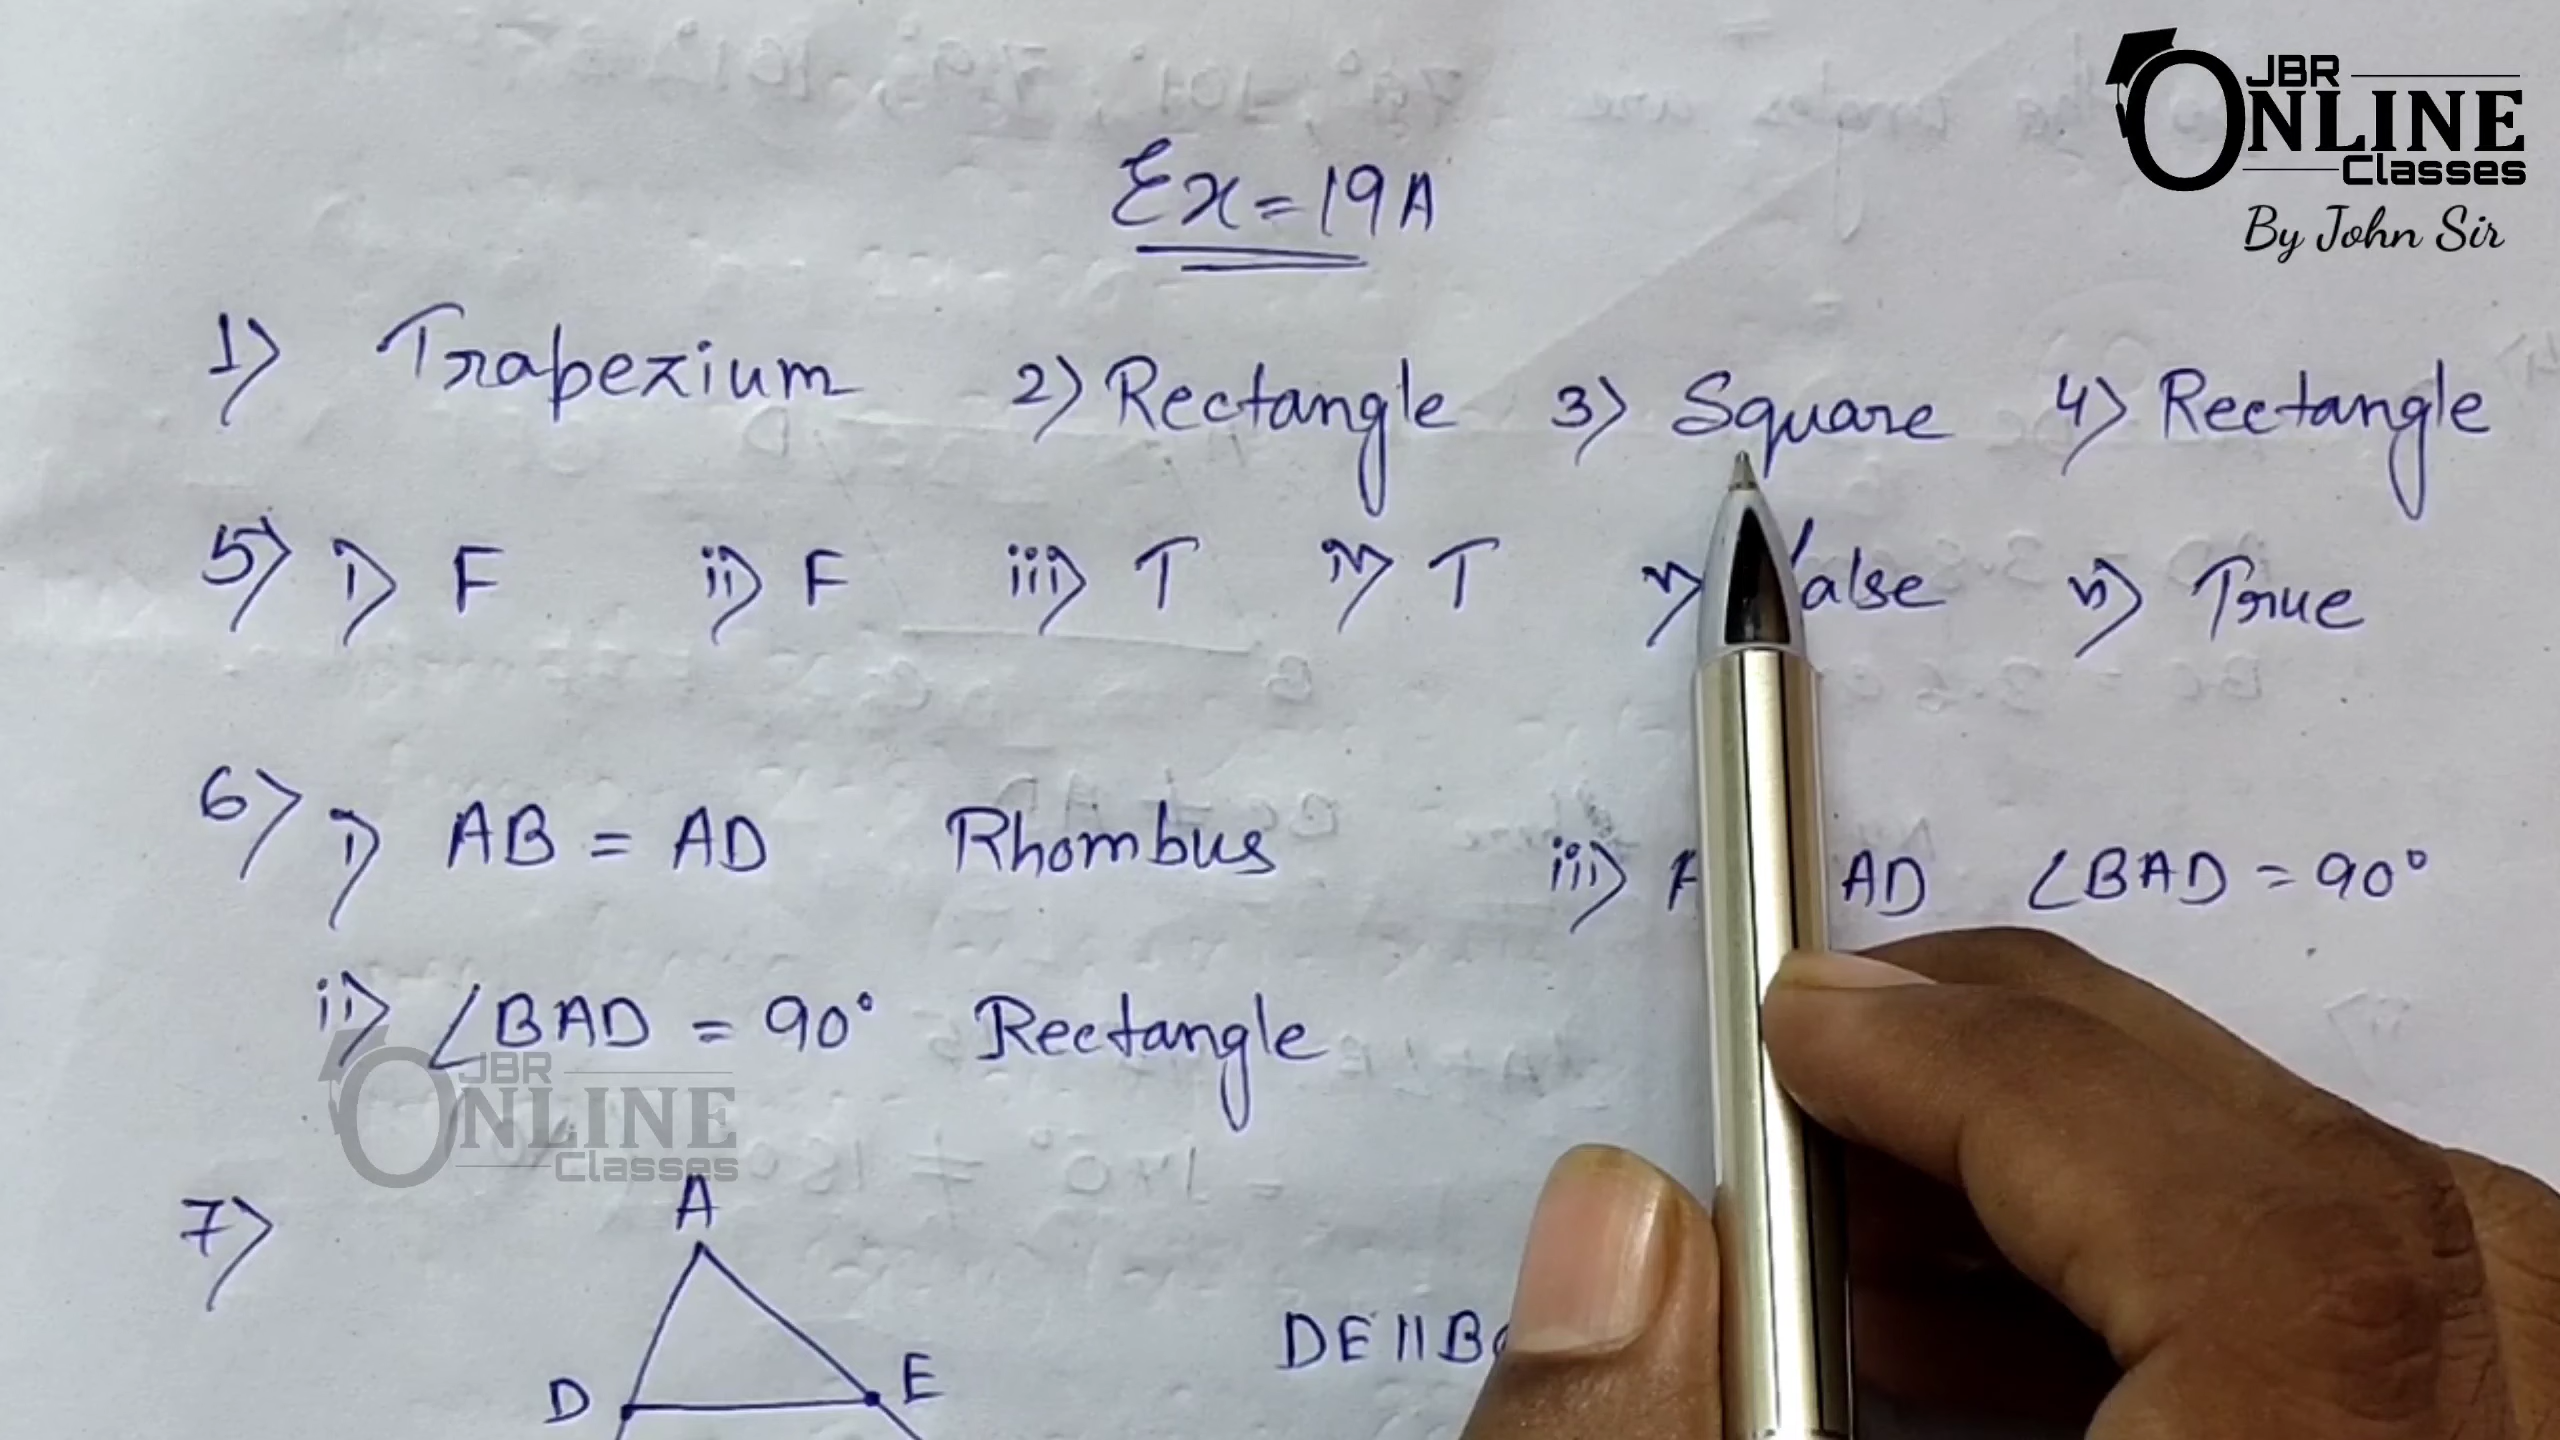 JBR
ONLINE
Classes
By John Sir
Ex = 19A
1) Trapezium 2) Rectangle 3) Square 4) Rectangle
5) i) F ii) F iii) T iv) T v) False vi) True
6) i) AB = AD Rhombus iii) AD ∠BAD = 90°
ii) ∠BAD = 90° Rectangle
JBR
ONLINE
Classes
7)
A
D E
DE || BC